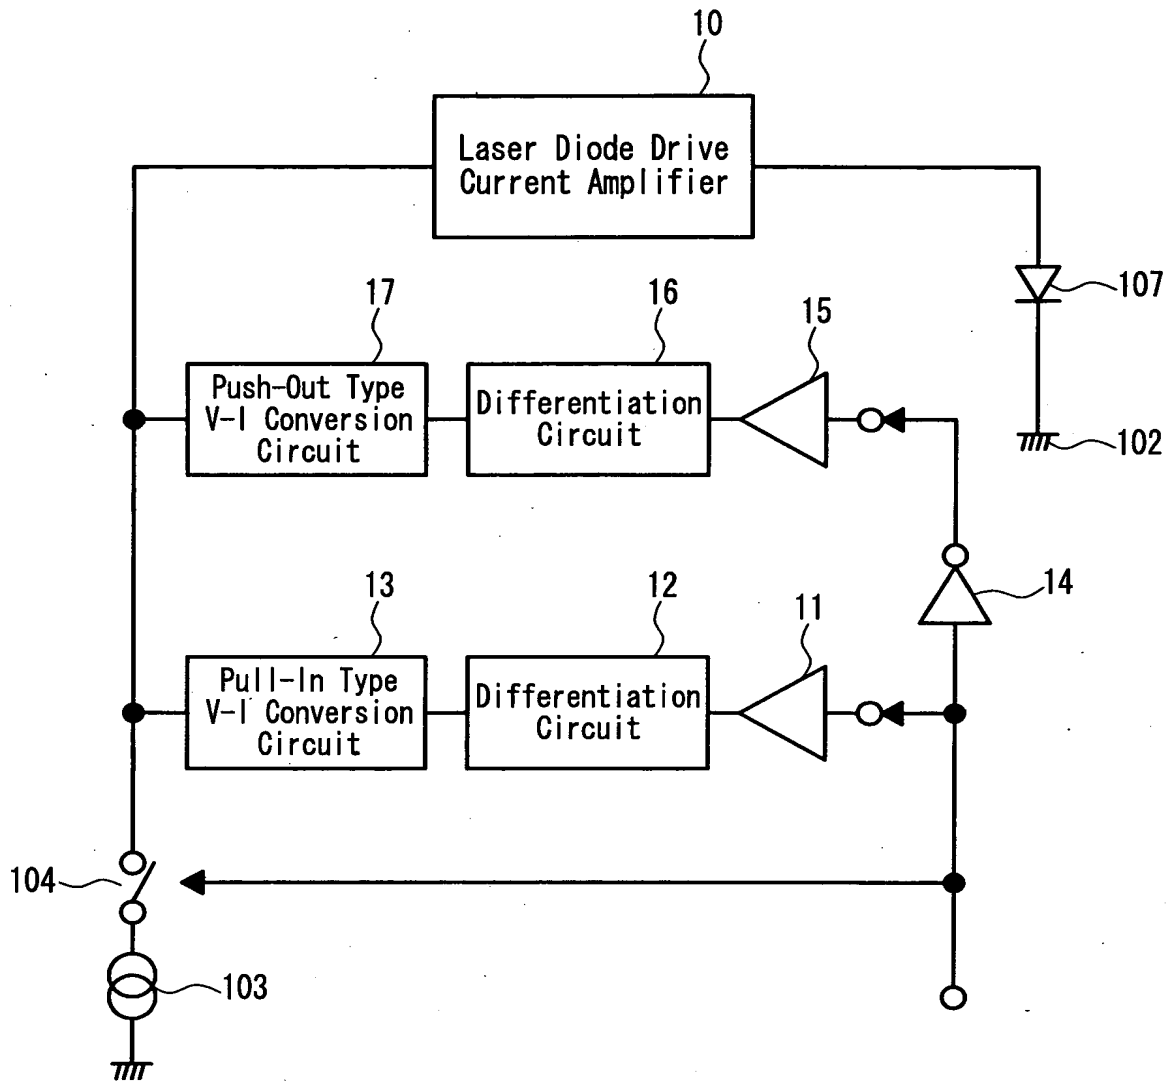 10
Laser Diode Drive
Current Amplifier
107
17
16
15
Push-Out Type
V-I Conversion
Circuit
Differentiation
Circuit
102
13
12
11
14
Pull-In Type
V-I Conversion
Circuit
Differentiation
Circuit
104
103